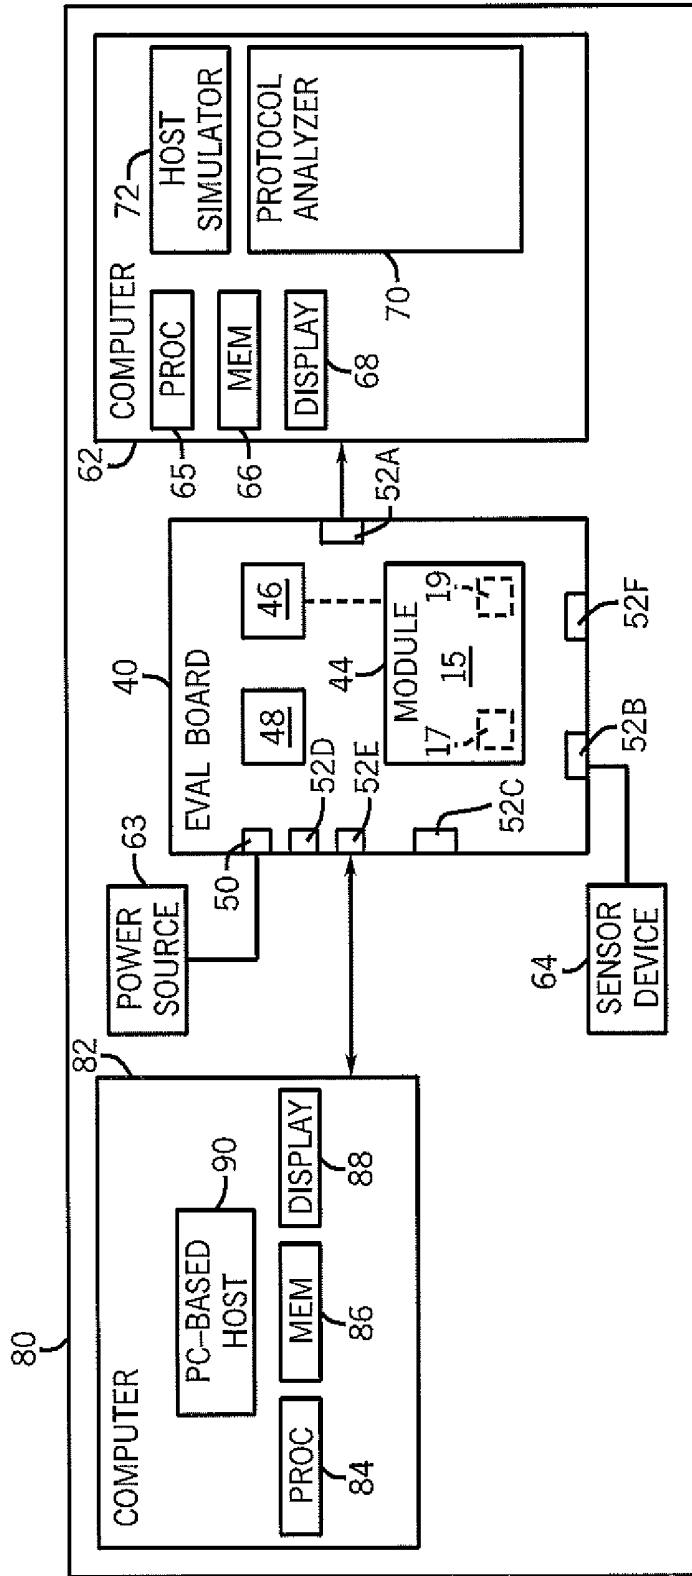 80
COMPUTER
82
PC-BASED
HOST
90
PROC
84
MEM
86
DISPLAY
88
POWER
SOURCE
63
SENSOR
DEVICE
64
40
EVAL BOARD
50
52D
52E
52C
48
46
44
MODULE
17
15
19
52B
52F
52A
62
COMPUTER
PROC
65
MEM
66
DISPLAY
68
72
HOST
SIMULATOR
PROTOCOL
ANALYZER
70